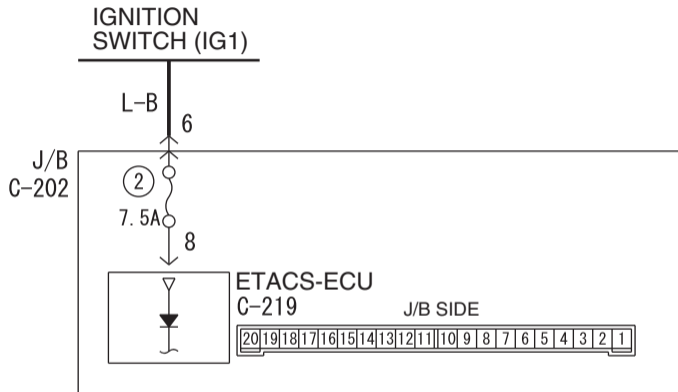 IGNITION
SWITCH (IG1)
L-B
6
J/B
C-202
2
7.5A
8
ETACS-ECU
C-219
J/B SIDE
20 19 18 17 16 15 14 13 12 11 10 9 8 7 6 5 4 3 2 1